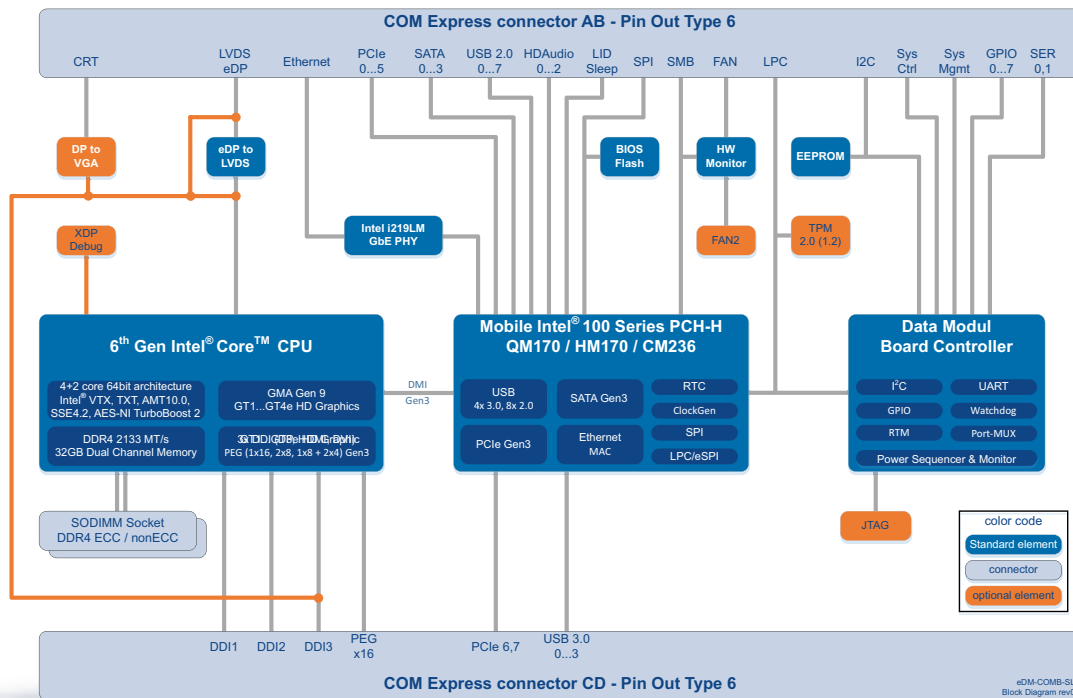 COM Express connector AB - Pin Out Type 6
CRT
LVDS
eDP
Ethernet
PCIe
0...5
SATA
0...3
USB 2.0
0...7
HDAudio
0...2
LID
Sleep
SPI
SMB
FAN
LPC
I2C
Sys
Ctrl
Sys
Mgmt
GPIO
0...7
SER
0,1
DP to
VGA
eDP to
LVDS
BIOS
Flash
HW
Monitor
EEPROM
XDP
Debug
Intel i219LM
GbE PHY
FAN2
TPM
2.0 (1.2)
6th Gen Intel® Core™ CPU
4+2 core 64bit architecture
Intel® VTX, TXT, AMT10.0,
SSE4.2, AES-NI TurboBoost 2
GMA Gen 9
GT1...GT4e HD Graphics
DDR4 2133 MT/s
32GB Dual Channel Memory
PEG (1x16, 2x8, 1x8 + 2x4) Gen3
DMI
Gen3
Mobile Intel® 100 Series PCH-H
QM170 / HM170 / CM236
USB
4x 3.0, 8x 2.0
SATA Gen3
RTC
ClockGen
PCIe Gen3
Ethernet
MAC
SPI
LPC/eSPI
Data Modul
Board Controller
I²C
UART
GPIO
Watchdog
RTM
Port-MUX
Power Sequencer & Monitor
SODIMM Socket
DDR4 ECC / nonECC
JTAG
color code
Standard element
connector
optional element
DDI1
DDI2
DDI3
PEG
x16
PCIe 6,7
USB 3.0
0...3
COM Express connector CD - Pin Out Type 6
eDM-COMB-SL
Block Diagram